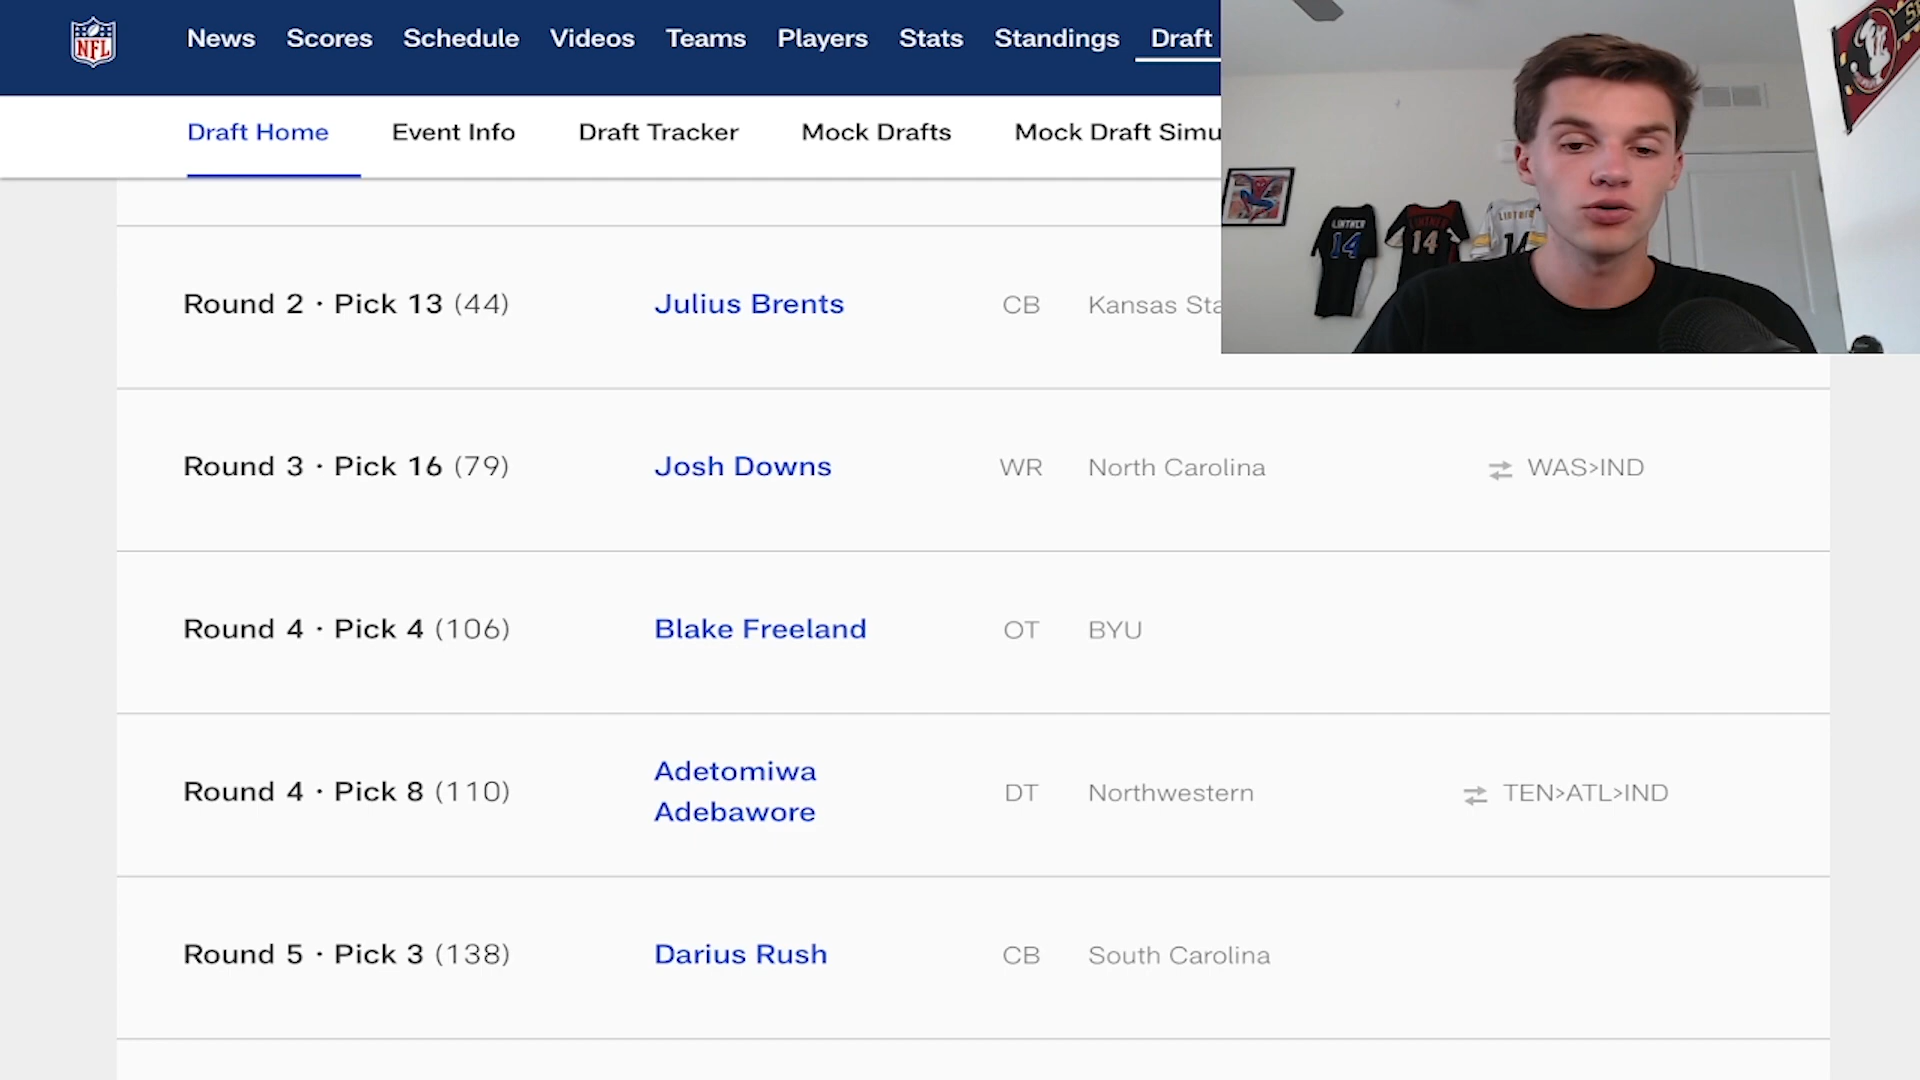 NFL
News Scores Schedule Videos Teams Players Stats Standings Draft
Draft Home Event Info Draft Tracker Mock Drafts Mock Draft Simu
Round 2 · Pick 13 (44) Julius Brents CB Kansas Sta
Round 3 · Pick 16 (79) Josh Downs WR North Carolina WAS>IND
Round 4 · Pick 4 (106) Blake Freeland OT BYU
Round 4 · Pick 8 (110) Adetomiwa
Adebawore DT Northwestern TEN>ATL>IND
Round 5 · Pick 3 (138) Darius Rush CB South Carolina
LINTNER
14
LINTNER
14
LINTNER
14